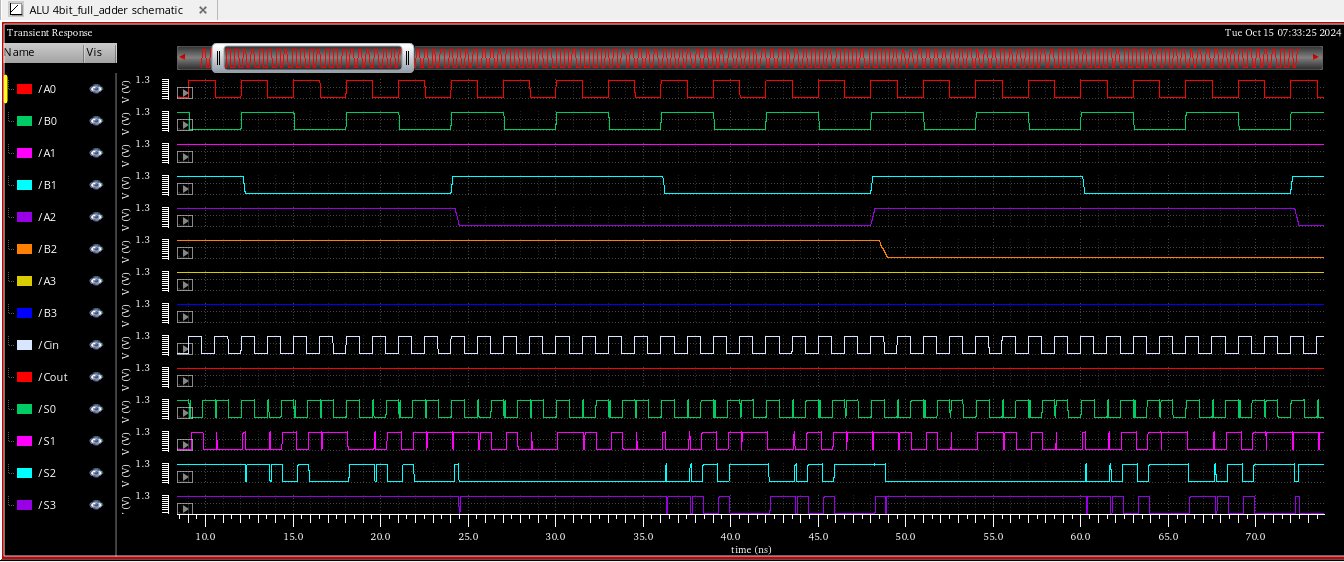 ALU 4bit_full_adder schematic ×
Transient Response
Tue Oct 15 07:33:25 2024
Name Vis
/A0 V (V) 1.3
/B0 V (V) 1.3
/A1 V (V) 1.3
/B1 V (V) 1.3
/A2 V (V) 1.3
/B2 V (V) 1.3
/A3 V (V) 1.3
/B3 V (V) 1.3
/Cin V (V) 1.3
/Cout V (V) 1.3
/S0 V (V) 1.3
/S1 V (V) 1.3
/S2 V (V) 1.3
/S3 (V) 1.3
10.0 15.0 20.0 25.0 30.0 35.0 40.0 45.0 50.0 55.0 60.0 65.0 70.0
time (ns)